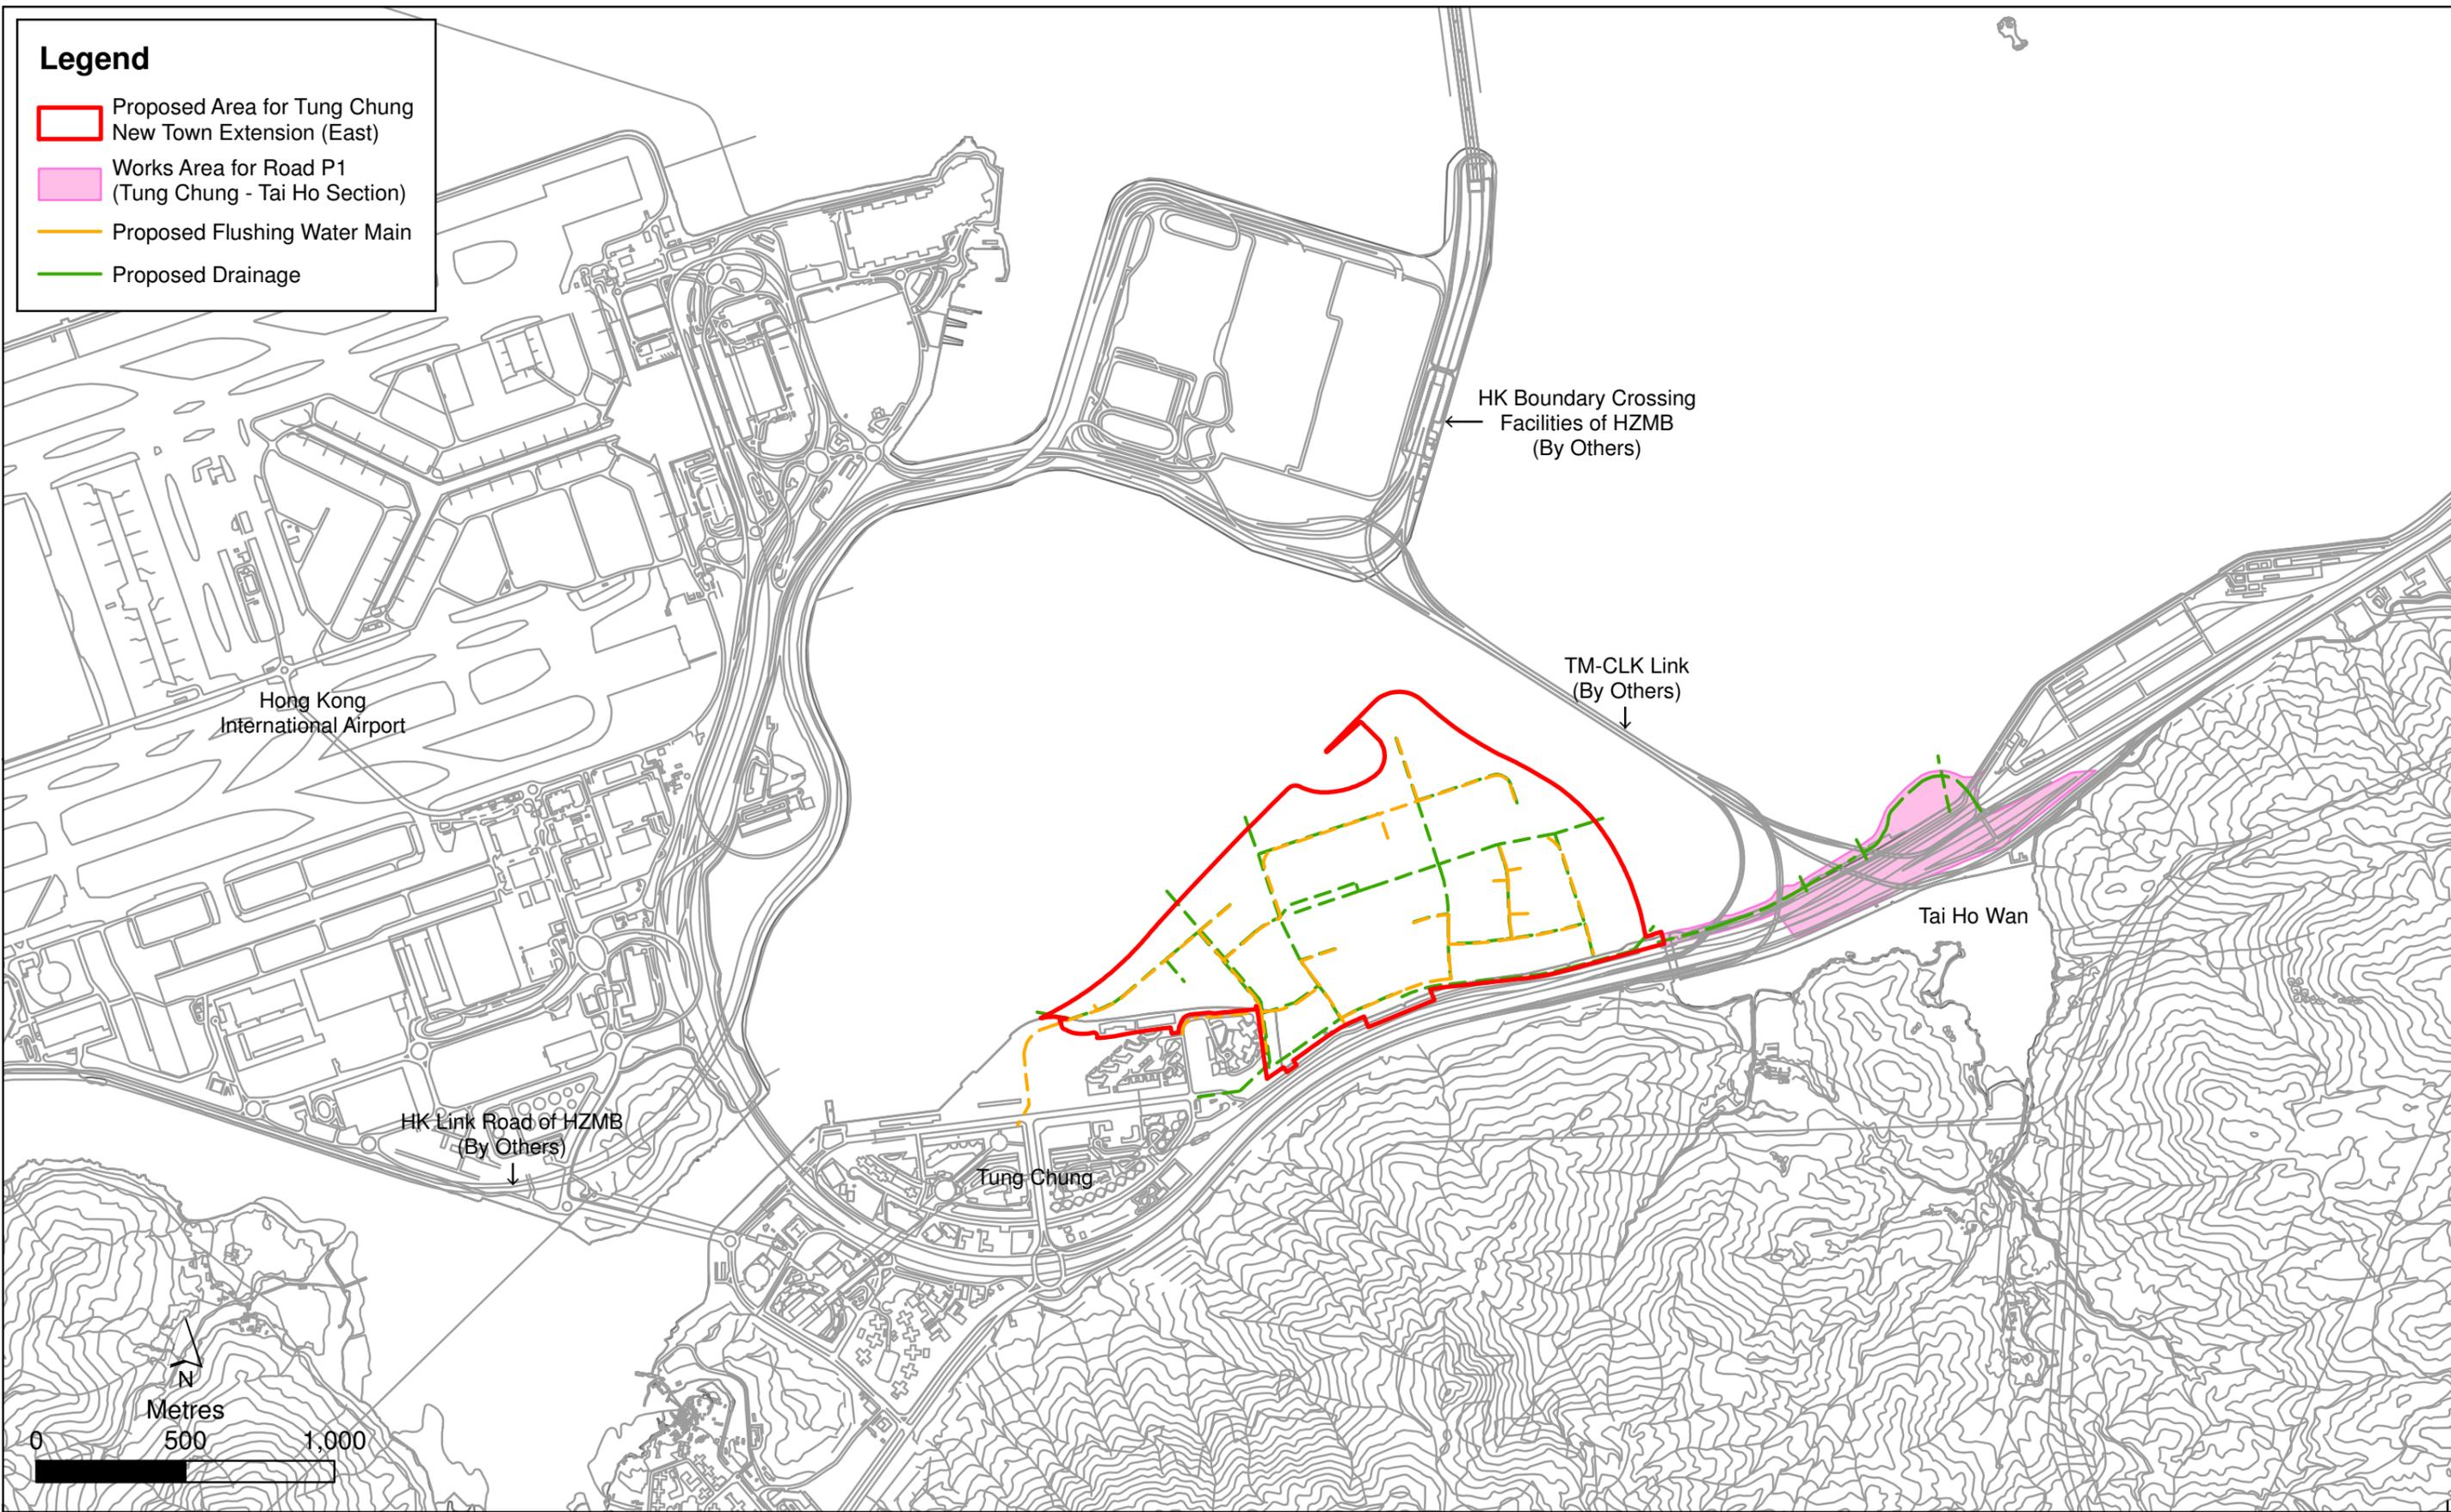 Legend
Proposed Area for Tung Chung
New Town Extension (East)
Works Area for Road P1
(Tung Chung - Tai Ho Section)
Proposed Flushing Water Main
Proposed Drainage
HK Boundary Crossing
Facilities of HZMB
(By Others)
TM-CLK Link
(By Others)
Hong Kong
International Airport
Tai Ho Wan
HK Link Road of HZMB
(By Others)
Tung Chung
N
Metres
0 500 1,000